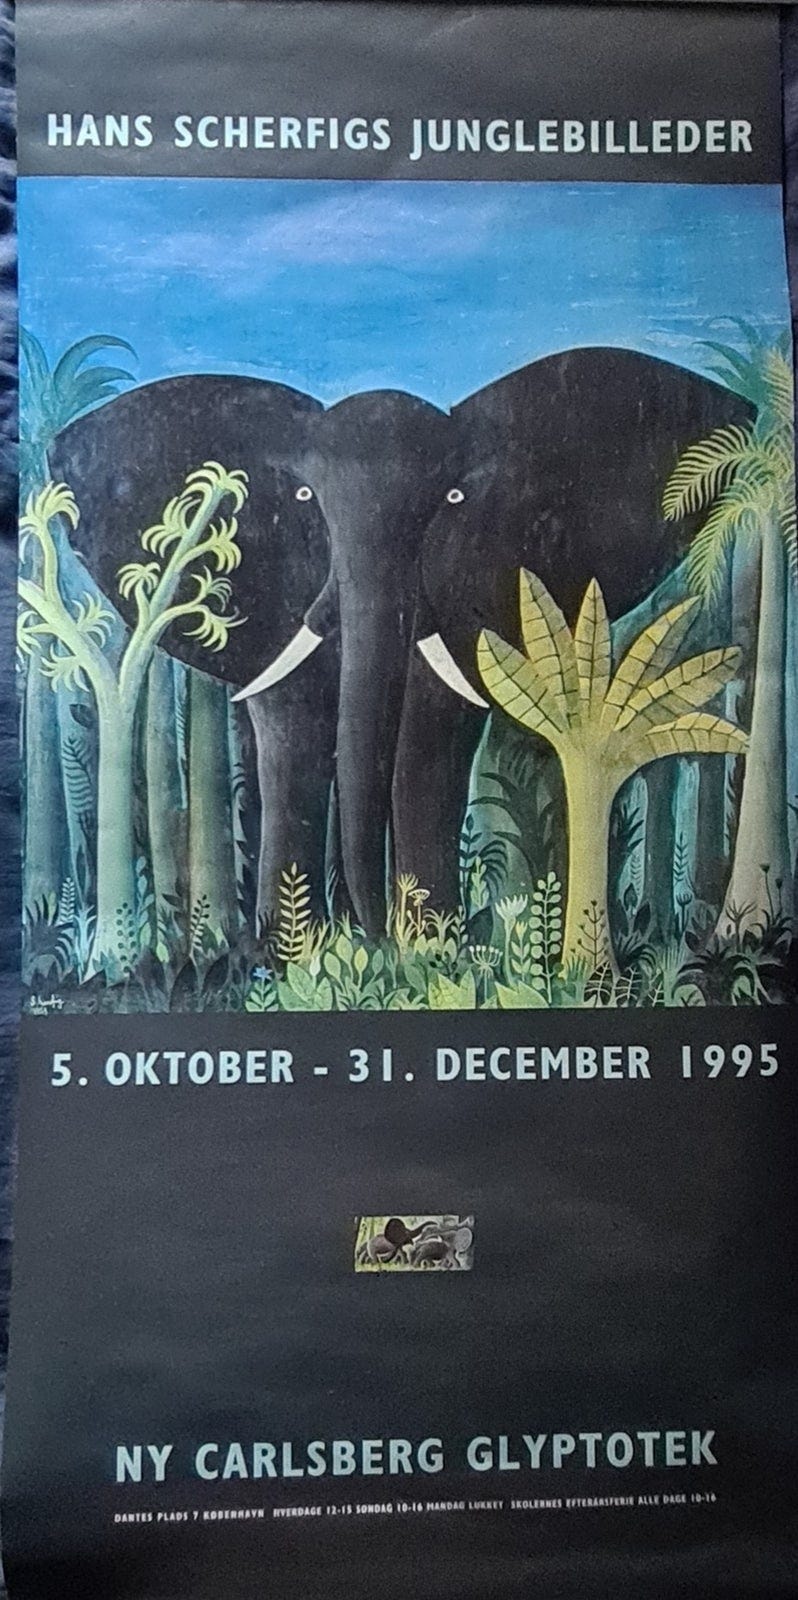 HANS SCHERFIGS JUNGLEBILLEDER
5. OKTOBER - 31. DECEMBER 1995
NY CARLSBERG GLYPTOTEK
DANTES PLADS 7 KØBENHAVN HVERDAGE 12-15 SØNDAG 10-16 MANDAG LUKKET SKOLERNES EFTERÅRSFERIE ALLE DAGE 10-16